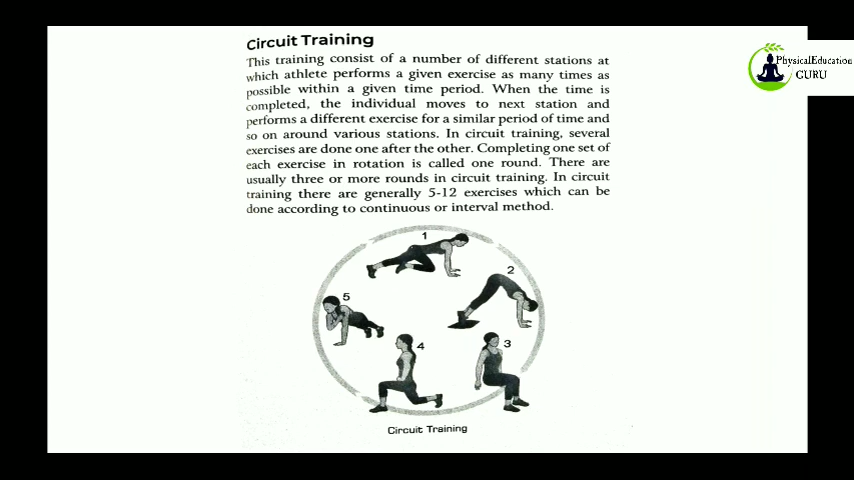 Circuit Training
This training consist of a number of different stations at
which athlete performs a given exercise as many times as
possible within a given time period. When the time is
completed, the individual moves to next station and
performs a different exercise for a similar period of time and
so on around various stations. In circuit training, several
exercises are done one after the other. Completing one set of
each exercise in rotation is called one round. There are
usually three or more rounds in circuit training. In circuit
training there are generally 5-12 exercises which can be
done according to continuous or interval method.
1
2
3
4
5
Circuit Training
PhysicalEducation
GURU